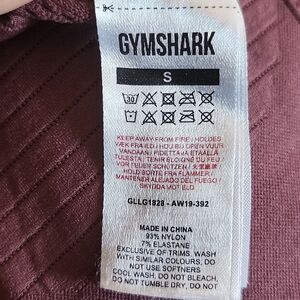 GYMSHARK
S
30
KEEP AWAY FROM FIRE / HOLDES
VÆK FRA ILD / HOU BIJ OPEN VUUR
VANDAAN / PIDETTÄVÄ ETÄÄLLÄ
TULESTA / TENIR ÉLOIGNÉ DU FEU /
VOR FEUER SCHÜTZEN /
HOLD BORTE FRA FLAMMER /
MANTENER ALEJADO DEL FUEGO /
SKYDDA MOT ELD
GLLG1828 - AW19-392
MADE IN CHINA
93% NYLON
7% ELASTANE
EXCLUSIVE OF TRIMS. WASH
WITH SIMILAR COLOURS. DO
NOT USE SOFTNERS
COOL WASH. DO NOT BLEACH.
DO NOT TUMBLE DRY. DO NOT